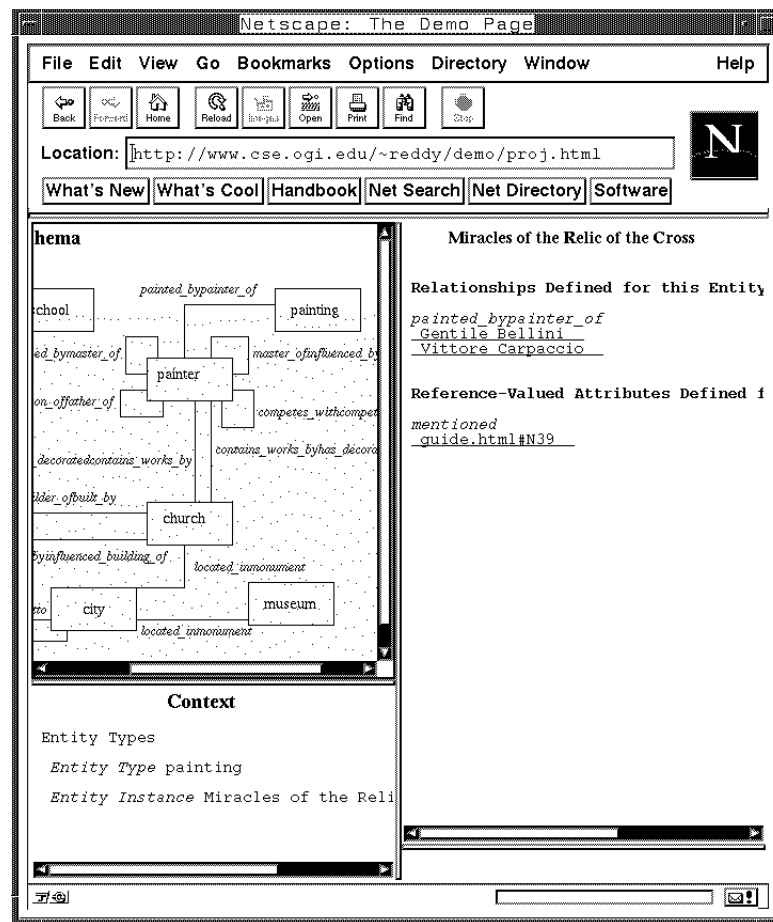 Netscape: The Demo Page
File Edit View Go Bookmarks Options Directory Window Help
Back Forward Home Reload Images Open Print Find Stop
N
Location: http://www.cse.ogi.edu/~reddy/demo/proj.html
What's New What's Cool Handbook Net Search Net Directory Software
hema
painted_bypainter_of
chool
painting
ed_bymaster_of
master_ofinfluenced_by
painter
on_offather_of
competes_withcompet
_decoratedcontains_works_by
contains_works_byhas_decora
ilder_ofbuilt_by
church
byinfluenced_building_of
located_inmonument
city
museum
located_inmonument
Context
Entity Types
Entity Type painting
Entity Instance Miracles of the Reli
Miracles of the Relic of the Cross
Relationships Defined for this Entity
painted_bypainter_of
Gentile Bellini
Vittore Carpaccio
Reference-Valued Attributes Defined f
mentioned
guide.html#N39